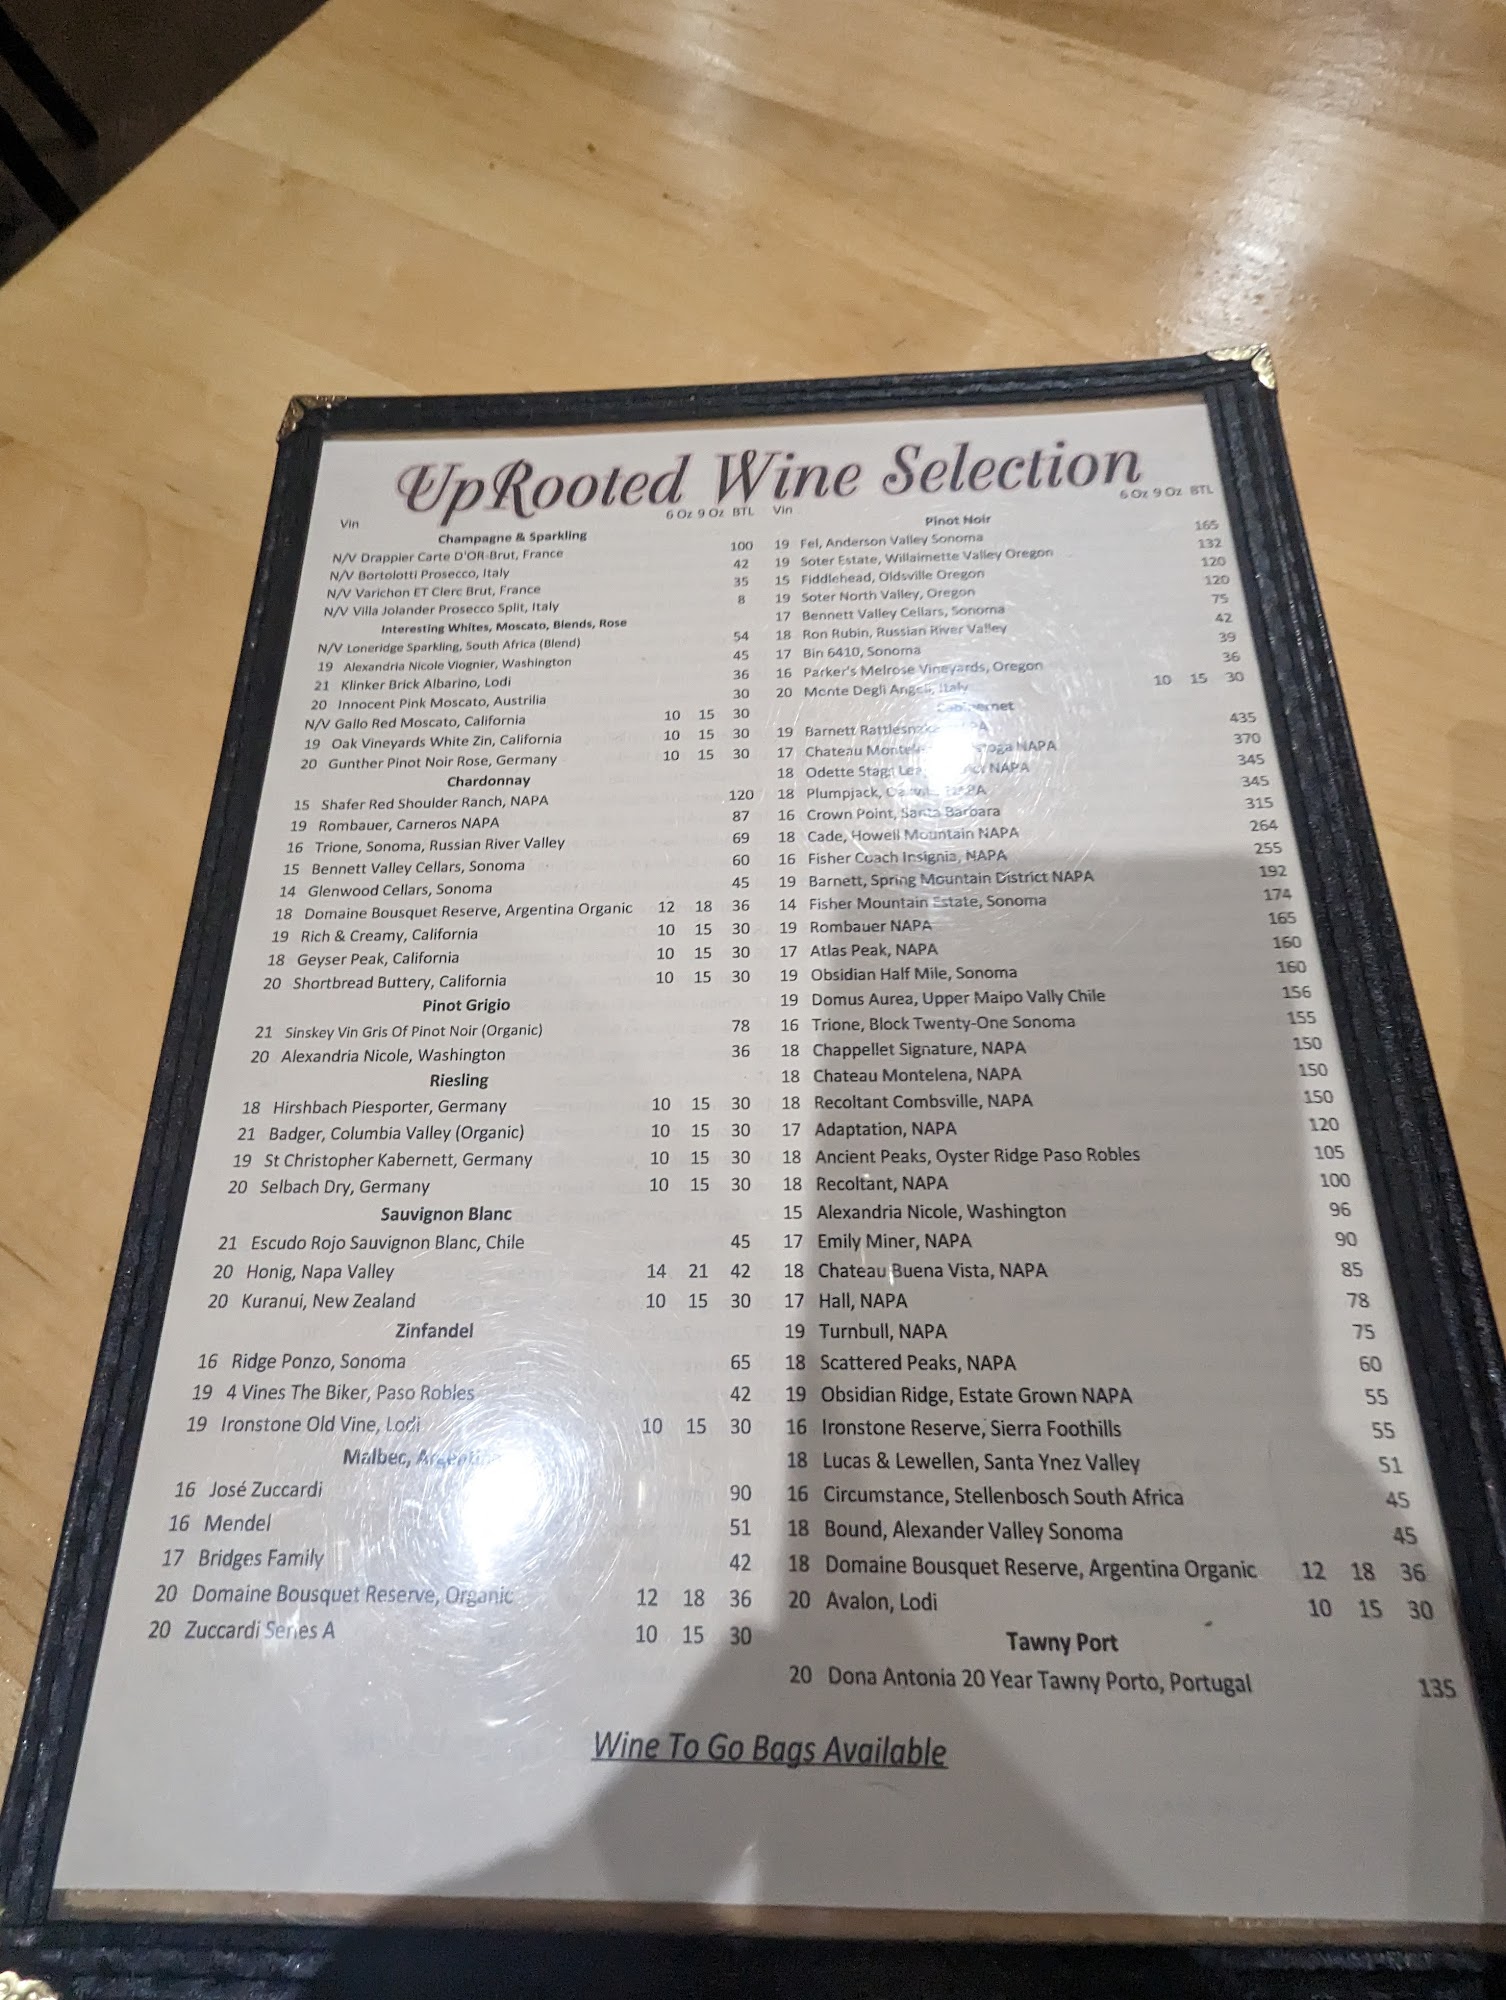 UpRooted Wine Selection
Vin 6 Oz 9 Oz BTL
Champagne & Sparkling
N/V Drappier Carte D'OR-Brut, France 100
N/V Bortolotti Prosecco, Italy 42
N/V Varichon ET Clerc Brut, France 35
N/V Villa Jolander Prosecco Split, Italy 8
Interesting Whites, Moscato, Blends, Rose
N/V Loneridge Sparkling, South Africa (Blend) 54
19 Alexandria Nicole Viognier, Washington 45
21 Klinker Brick Albarino, Lodi 36
20 Innocent Pink Moscato, Austrilia 30
N/V Gallo Red Moscato, California 10 15 30
19 Oak Vineyards White Zin, California 10 15 30
20 Gunther Pinot Noir Rose, Germany 10 15 30
Chardonnay
15 Shafer Red Shoulder Ranch, NAPA 120
19 Rombauer, Carneros NAPA 87
16 Trione, Sonoma, Russian River Valley 69
15 Bennett Valley Cellars, Sonoma 60
14 Glenwood Cellars, Sonoma 45
18 Domaine Bousquet Reserve, Argentina Organic 12 18 36
19 Rich & Creamy, California 10 15 30
18 Geyser Peak, California 10 15 30
20 Shortbread Buttery, California 10 15 30
Pinot Grigio
21 Sinskey Vin Gris Of Pinot Noir (Organic) 78
20 Alexandria Nicole, Washington 36
Riesling
18 Hirshbach Piesporter, Germany 10 15 30
21 Badger, Columbia Valley (Organic) 10 15 30
19 St Christopher Kabernett, Germany 10 15 30
20 Selbach Dry, Germany 10 15 30
Sauvignon Blanc
21 Escudo Rojo Sauvignon Blanc, Chile 45
20 Honig, Napa Valley 14 21 42
20 Kuranui, New Zealand 10 15 30
Zinfandel
16 Ridge Ponzo, Sonoma 65
19 4 Vines The Biker, Paso Robles 42
19 Ironstone Old Vine, Lodi 10 15 30
Malbec, Argentina
16 José Zuccardi 90
16 Mendel 51
17 Bridges Family 42
20 Domaine Bousquet Reserve, Organic 12 18 36
20 Zuccardi Series A 10 15 30
Vin 6 Oz 9 Oz BTL
Pinot Noir
19 Fel, Anderson Valley Sonoma 165
19 Soter Estate, Willaimette Valley Oregon 132
15 Fiddlehead, Oldsville Oregon 120
19 Soter North Valley, Oregon 120
17 Bennett Valley Cellars, Sonoma 75
18 Ron Rubin, Russian River Valley 42
17 Bin 6410, Sonoma 39
16 Parker's Melrose Vineyards, Oregon 36
20 Monte Degli Angeli, Italy 10 15 30
19 Barnett Rattlesnake 435
17 Chateau NAPA 370
18 Odette Stags NAPA 345
18 Plumpjack, 345
16 Crown Point, Santa Barbara 315
18 Cade, Howell Mountain NAPA 264
16 Fisher Coach Insignia, NAPA 255
19 Barnett, Spring Mountain District NAPA 192
14 Fisher Mountain Estate, Sonoma 174
19 Rombauer NAPA 165
17 Atlas Peak, NAPA 160
19 Obsidian Half Mile, Sonoma 160
19 Domus Aurea, Upper Maipo Vally Chile 156
16 Trione, Block Twenty-One Sonoma 155
18 Chappellet Signature, NAPA 150
18 Chateau Montelena, NAPA 150
18 Recoltant Combsville, NAPA 150
17 Adaptation, NAPA 120
18 Ancient Peaks, Oyster Ridge Paso Robles 105
18 Recoltant, NAPA 100
15 Alexandria Nicole, Washington 96
17 Emily Miner, NAPA 90
18 Chateau Buena Vista, NAPA 85
17 Hall, NAPA 78
19 Turnbull, NAPA 75
18 Scattered Peaks, NAPA 60
19 Obsidian Ridge, Estate Grown NAPA 55
16 Ironstone Reserve, Sierra Foothills 55
18 Lucas & Lewellen, Santa Ynez Valley 51
16 Circumstance, Stellenbosch South Africa 45
18 Bound, Alexander Valley Sonoma 45
18 Domaine Bousquet Reserve, Argentina Organic 12 18 36
20 Avalon, Lodi 10 15 30
Tawny Port
20 Dona Antonia 20 Year Tawny Porto, Portugal 135
Wine To Go Bags Available